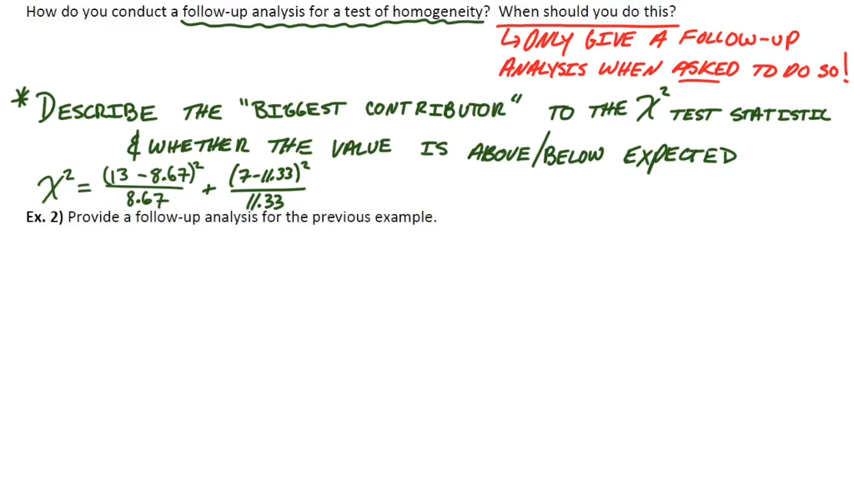 How do you conduct a follow-up analysis for a test of homogeneity? When should you do this?
↳ ONLY GIVE A FOLLOW-UP
ANALYSIS WHEN ASKED TO DO SO!
* DESCRIBE THE "BIGGEST CONTRIBUTOR" TO THE χ² TEST STATISTIC
& WHETHER THE VALUE IS ABOVE/BELOW EXPECTED
χ² = (13 - 8.67)²/8.67 + (7 - 11.33)²/11.33
Ex. 2) Provide a follow-up analysis for the previous example.